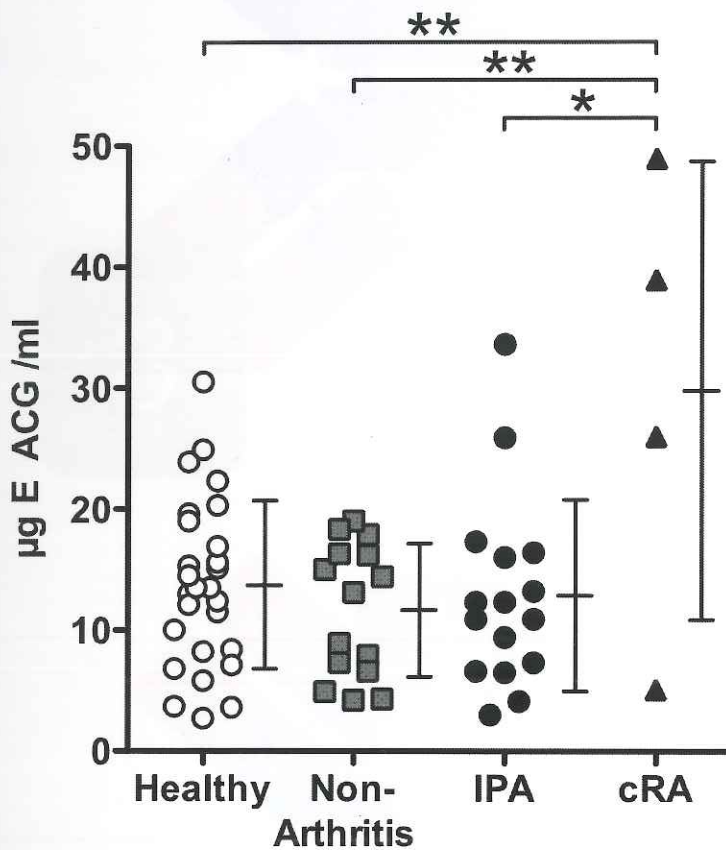 **
**
*
50
40
30
20
10
0
µg E ACG /ml
Healthy
Non-
Arthritis
IPA
cRA